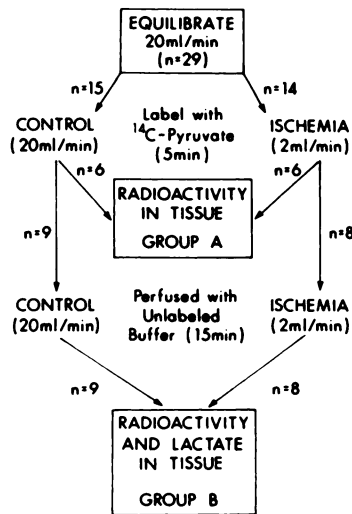 EQUILIBRATE
20ml/min
(n=29)
n=15
n=14
CONTROL
(20ml/min)
Label with
14C-Pyruvate
(5min)
ISCHEMIA
(2ml/min)
n=6
n=6
RADIOACTIVITY
IN TISSUE
GROUP A
n=9
n=8
CONTROL
(20ml/min)
Perfused with
Unlabeled
Buffer (15min)
ISCHEMIA
(2ml/min)
n=9
n=8
RADIOACTIVITY
AND LACTATE
IN TISSUE
GROUP B